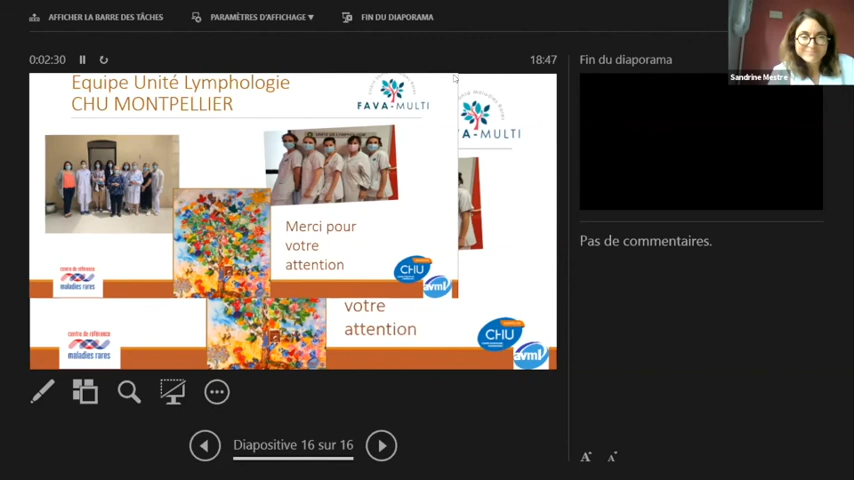 AFFICHER LA BARRE DES TÂCHES
PARAMÈTRES D'AFFICHAGE ▼
FIN DU DIAPORAMA
0:02:30
18:47
Fin du diaporama
Sandrine Mestre
Equipe Unité Lymphologie
CHU MONTPELLIER
FAVA-MULTI
VA-MULTI
Merci pour
votre
attention
centre de référence
maladies rares
CHU
avml
votre
attention
centre de référence
maladies rares
CHU
avml
Pas de commentaires.
Diapositive 16 sur 16
A A